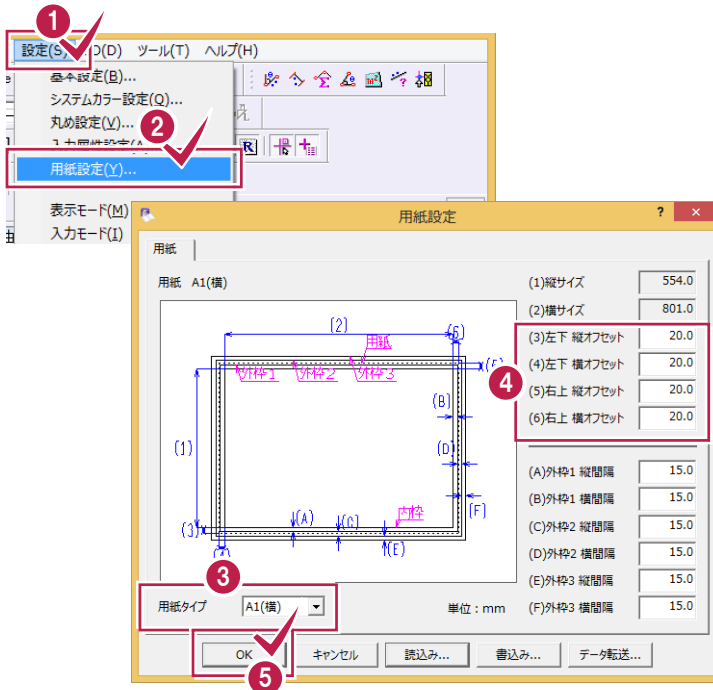 1
設定(S) D(D) ツール(T) ヘルプ(H)
基本設定(B)...
システムカラー設定(Q)...
丸め設定(V)...
2
用紙設定(Y)...
表示モード(M)
入力モード(I)
用紙設定 ? ×
用紙
用紙 A1(横)
(1)縦サイズ 554.0
(2)横サイズ 801.0
(3)左下 縦オフセット 20.0
(4)左下 横オフセット 20.0
(5)右上 縦オフセット 20.0
(6)右上 横オフセット 20.0
4
(2) (6)
用紙
外枠1 外枠2 外枠3
(B)
(1) (D)
(F)
内枠
(A) (C)
(3)
(E)
(A)外枠1 縦間隔 15.0
(B)外枠1 横間隔 15.0
(C)外枠2 縦間隔 15.0
(D)外枠2 横間隔 15.0
(E)外枠3 縦間隔 15.0
(F)外枠3 横間隔 15.0
3
用紙タイプ A1(横) 単位:mm
OK キャンセル 読込み... 書込み... データ転送...
5